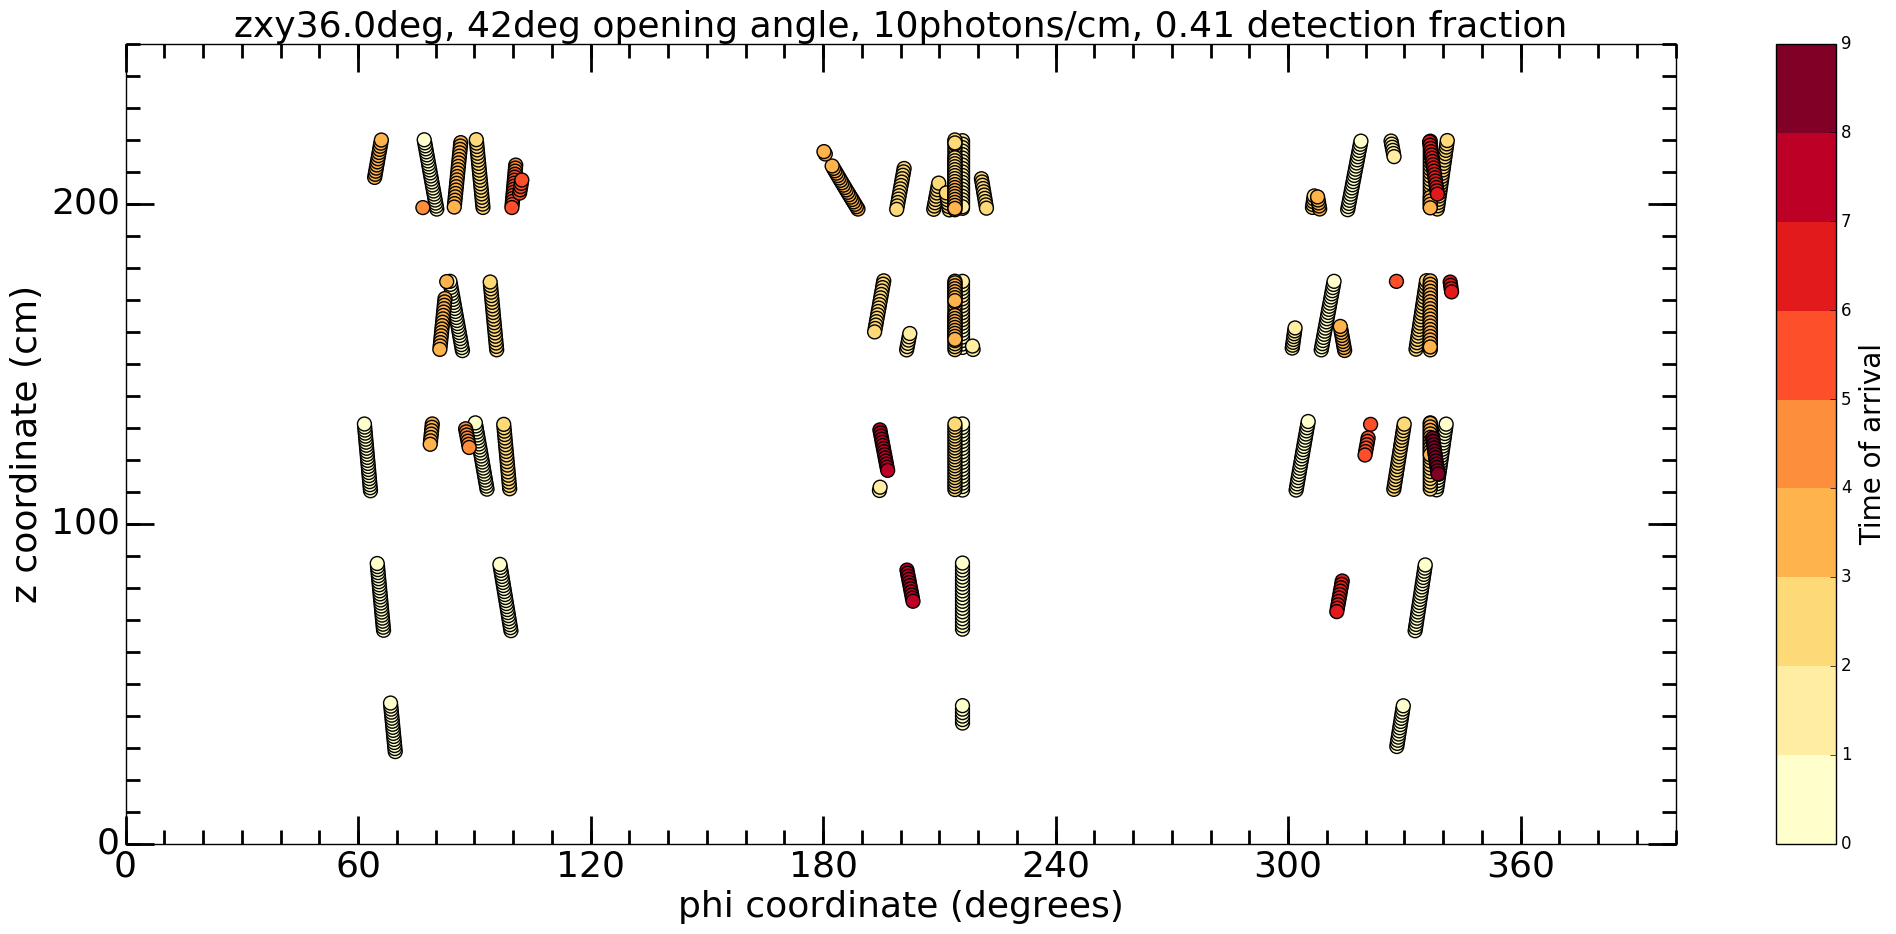 zxy36.0deg, 42deg opening angle, 10photons/cm, 0.41 detection fraction
z coordinate (cm)
200
100
0
0 60 120 180 240 300 360
phi coordinate (degrees)
9
8
7
6
5
4
3
2
1
0
Time of arrival